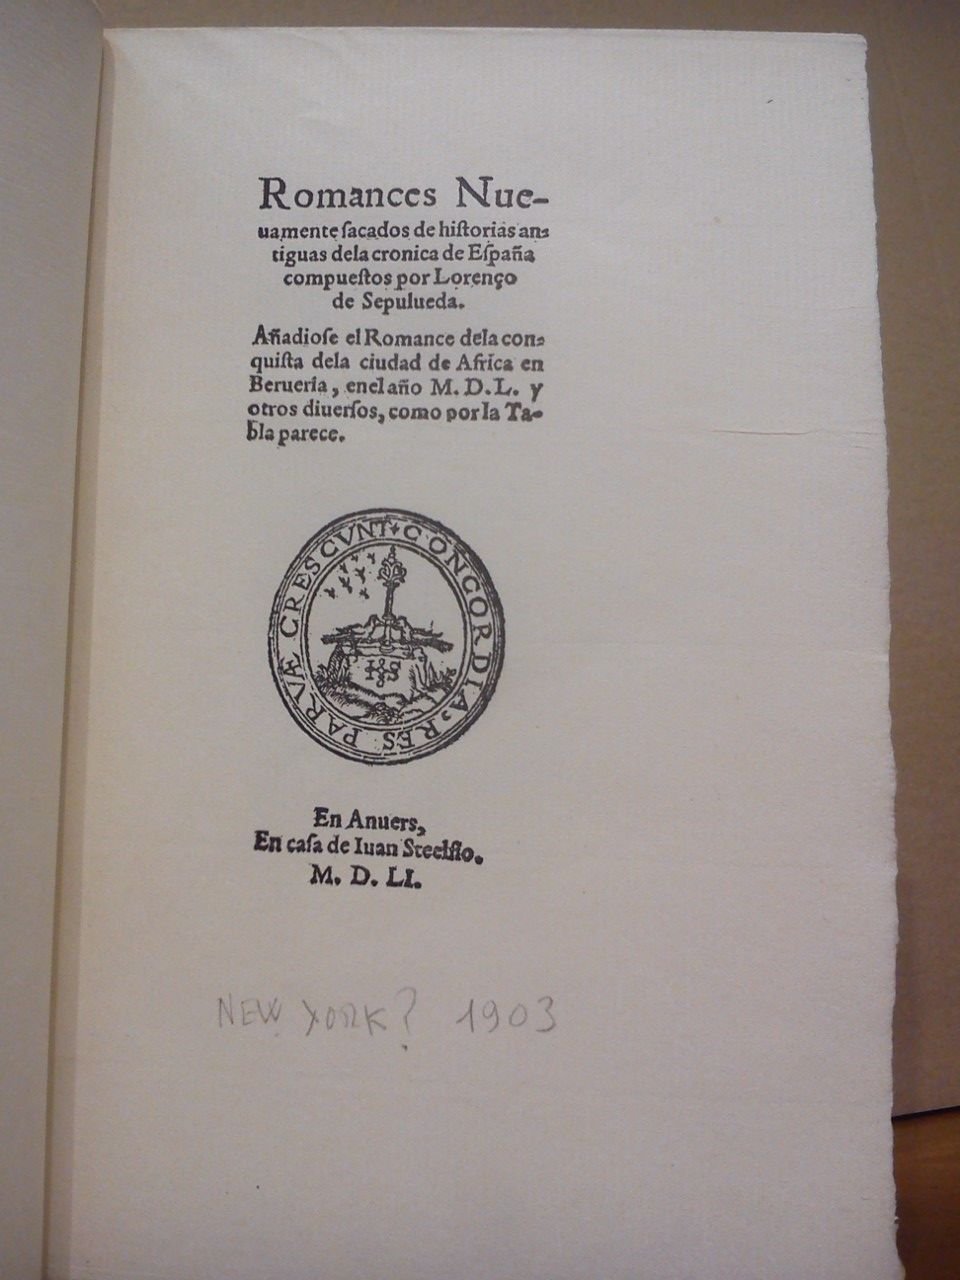 Romances Nue-
uamente ſacados de hiſtorias an-
tiguas dela cronica de Eſpaña
compueſtos por Lorenço
de Sepulueda.
Añadioſe el Romance dela con-
quiſta dela ciudad de Africa en
Berueria, enel año M. D. L. y
otros diuerſos, como por la Ta-
bla parece.
CONCORDIA, RES PARVÆ CRESCVNT
En Anuers,
En caſa de Iuan Steelſio.
M. D. LI.
NEW YORK? 1903